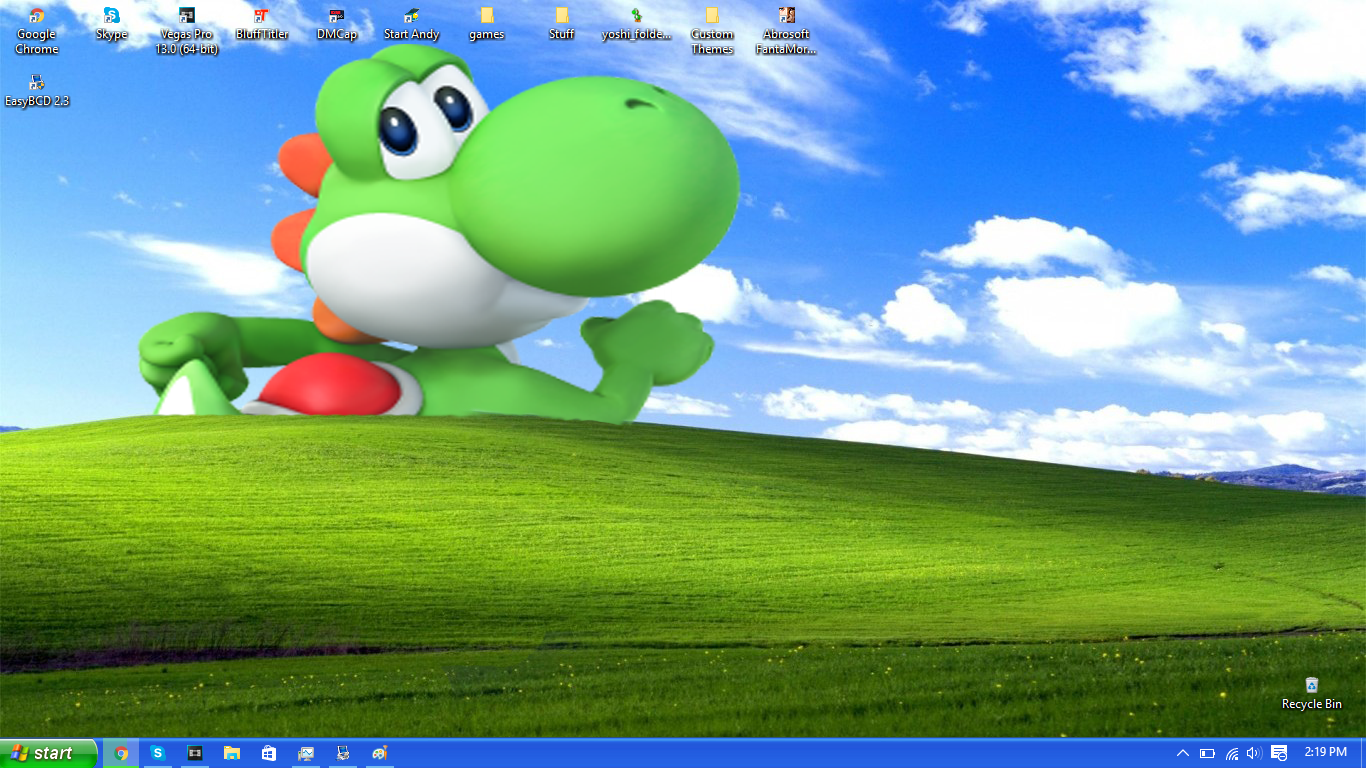 Google
Chrome
Skype
Vegas Pro
13.0 (64-bit)
BluffTitler
DMCap
Start Andy
games
Stuff
yoshi_folde...
Custom
Themes
Abrosoft
FantaMor...
EasyBCD 2.3
Recycle Bin
start
2:19 PM